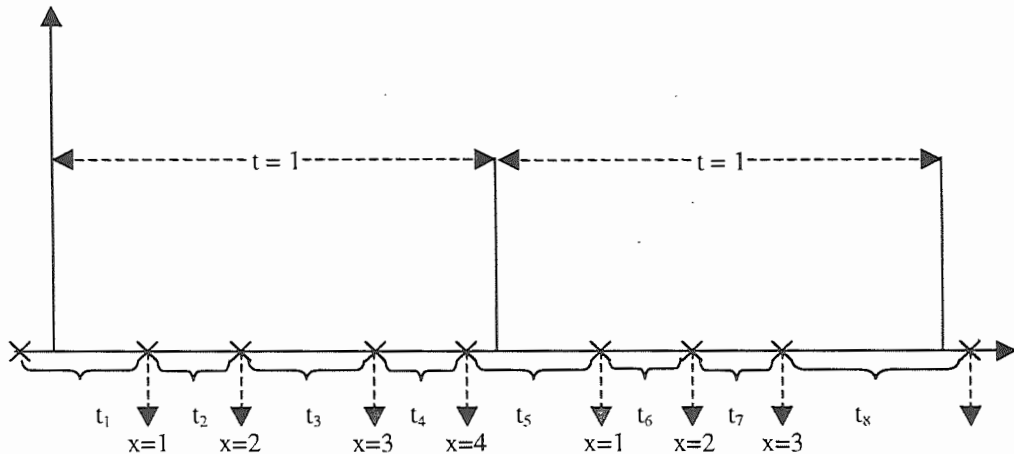 t = 1 t = 1
t₁ t₂ t₃ t₄ t₅ t₆ t₇ t₈
x=1 x=2 x=3 x=4 x=1 x=2 x=3